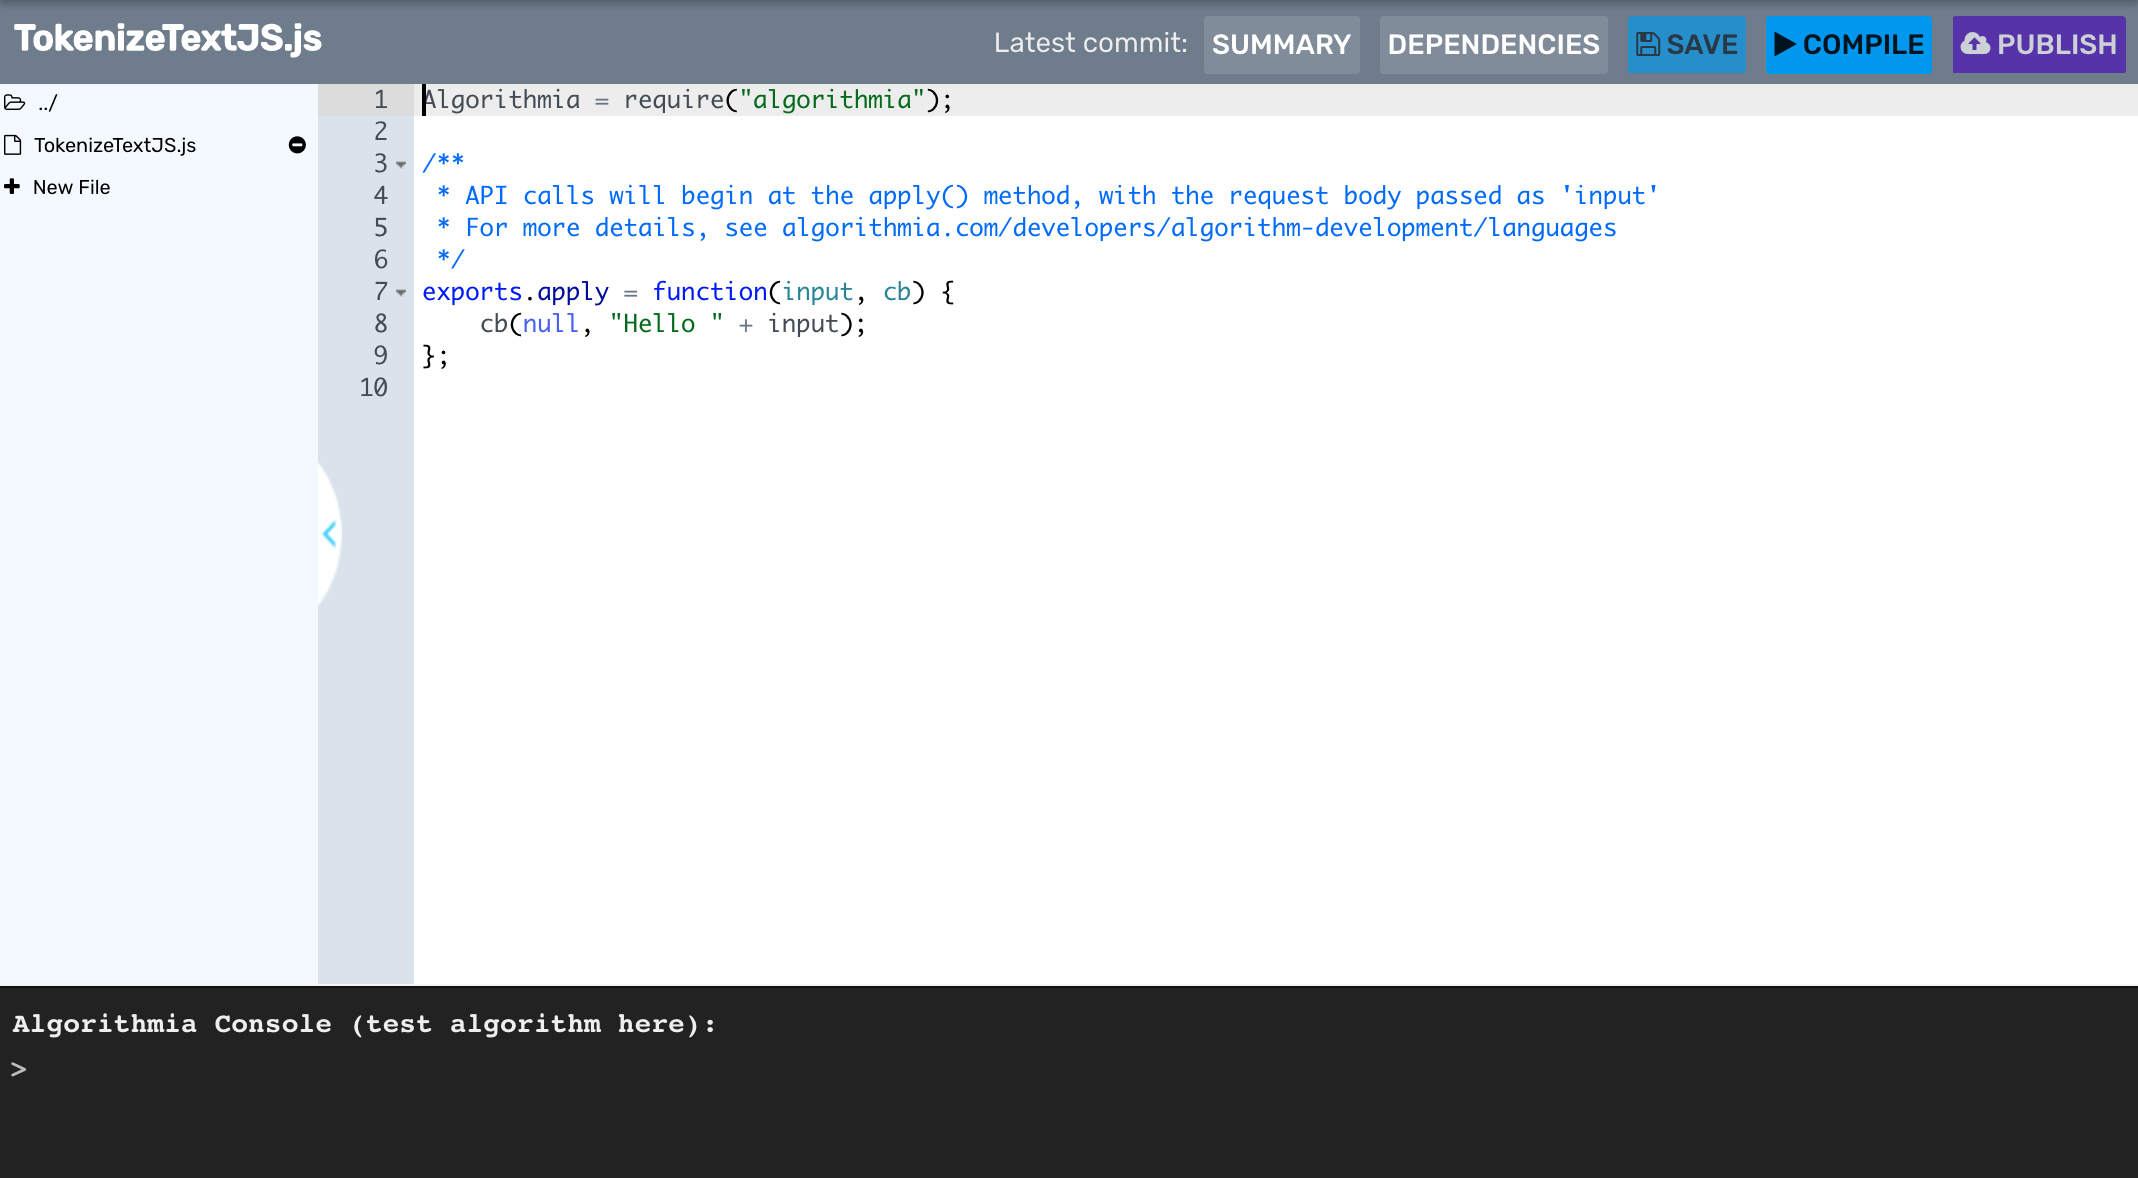 TokenizeTextJS.js
Latest commit: SUMMARY DEPENDENCIES SAVE COMPILE PUBLISH
../
TokenizeTextJS.js
New File
1 Algorithmia = require("algorithmia");
2
3 /**
4  * API calls will begin at the apply() method, with the request body passed as 'input'
5  * For more details, see algorithmia.com/developers/algorithm-development/languages
6  */
7 exports.apply = function(input, cb) {
8     cb(null, "Hello " + input);
9 };
10
Algorithmia Console (test algorithm here):
>